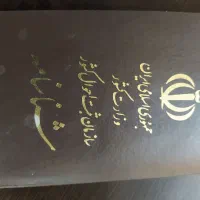 جمهوری اسلامی ایران
وزارت کشور
سازمان ثبت احوال کشور
شناسنامه